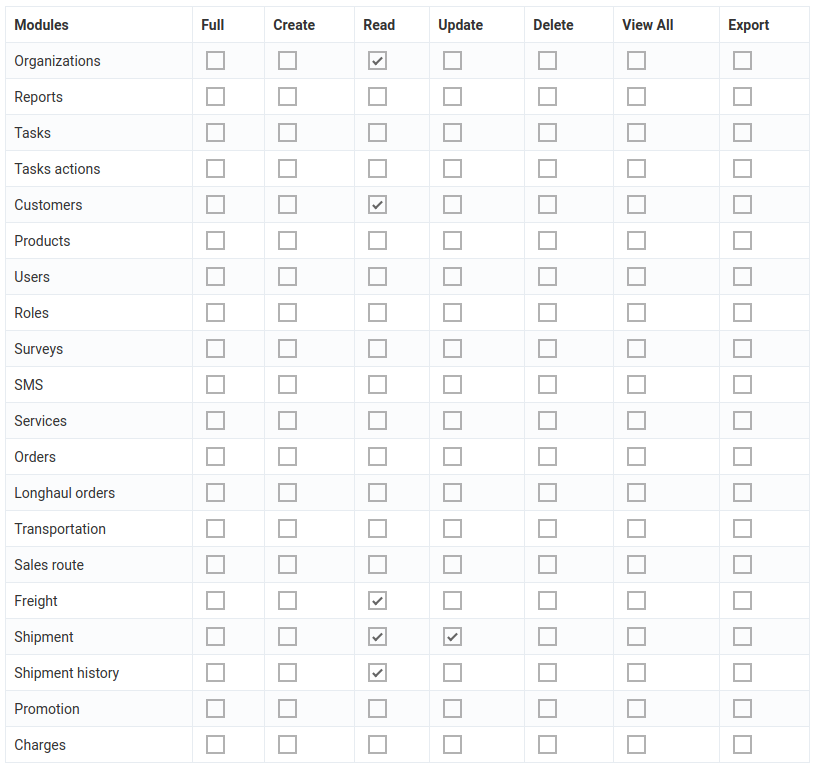 Modules Full Create Read Update Delete View All Export
Organizations
Reports
Tasks
Tasks actions
Customers
Products
Users
Roles
Surveys
SMS
Services
Orders
Longhaul orders
Transportation
Sales route
Freight
Shipment
Shipment history
Promotion
Charges